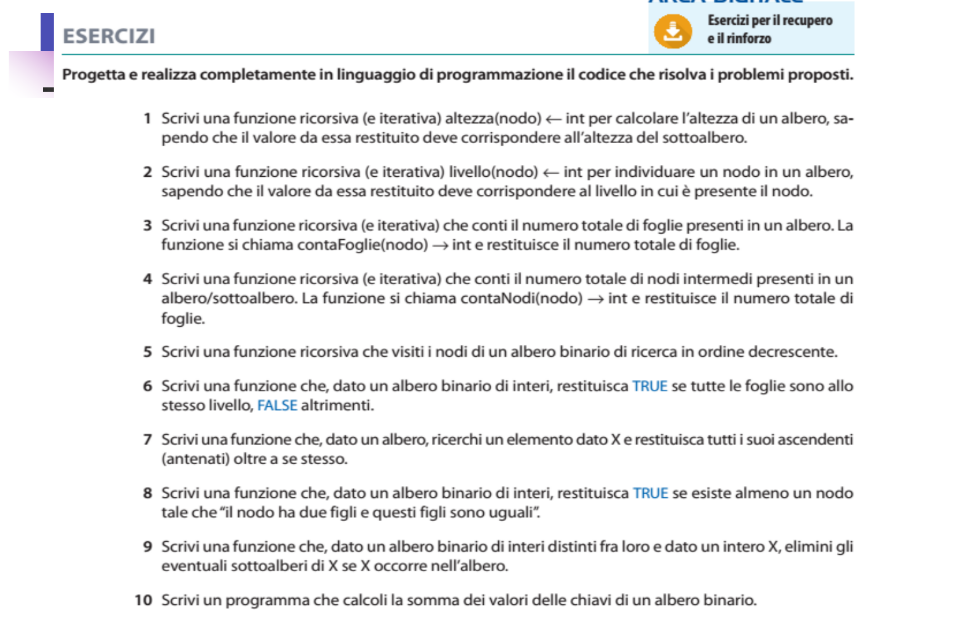 AREA DIGITALE
Esercizi per il recupero
e il rinforzo
ESERCIZI
Progetta e realizza completamente in linguaggio di programmazione il codice che risolva i problemi proposti.
1 Scrivi una funzione ricorsiva (e iterativa) altezza(nodo) ← int per calcolare l'altezza di un albero, sa-
pendo che il valore da essa restituito deve corrispondere all'altezza del sottoalbero.
2 Scrivi una funzione ricorsiva (e iterativa) livello(nodo) ← int per individuare un nodo in un albero,
sapendo che il valore da essa restituito deve corrispondere al livello in cui è presente il nodo.
3 Scrivi una funzione ricorsiva (e iterativa) che conti il numero totale di foglie presenti in un albero. La
funzione si chiama contaFoglie(nodo) → int e restituisce il numero totale di foglie.
4 Scrivi una funzione ricorsiva (e iterativa) che conti il numero totale di nodi intermedi presenti in un
albero/sottoalbero. La funzione si chiama contaNodi(nodo) → int e restituisce il numero totale di
foglie.
5 Scrivi una funzione ricorsiva che visiti i nodi di un albero binario di ricerca in ordine decrescente.
6 Scrivi una funzione che, dato un albero binario di interi, restituisca TRUE se tutte le foglie sono allo
stesso livello, FALSE altrimenti.
7 Scrivi una funzione che, dato un albero, ricerchi un elemento dato X e restituisca tutti i suoi ascendenti
(antenati) oltre a se stesso.
8 Scrivi una funzione che, dato un albero binario di interi, restituisca TRUE se esiste almeno un nodo
tale che "il nodo ha due figli e questi figli sono uguali".
9 Scrivi una funzione che, dato un albero binario di interi distinti fra loro e dato un intero X, elimini gli
eventuali sottoalberi di X se X occorre nell'albero.
10 Scrivi un programma che calcoli la somma dei valori delle chiavi di un albero binario.